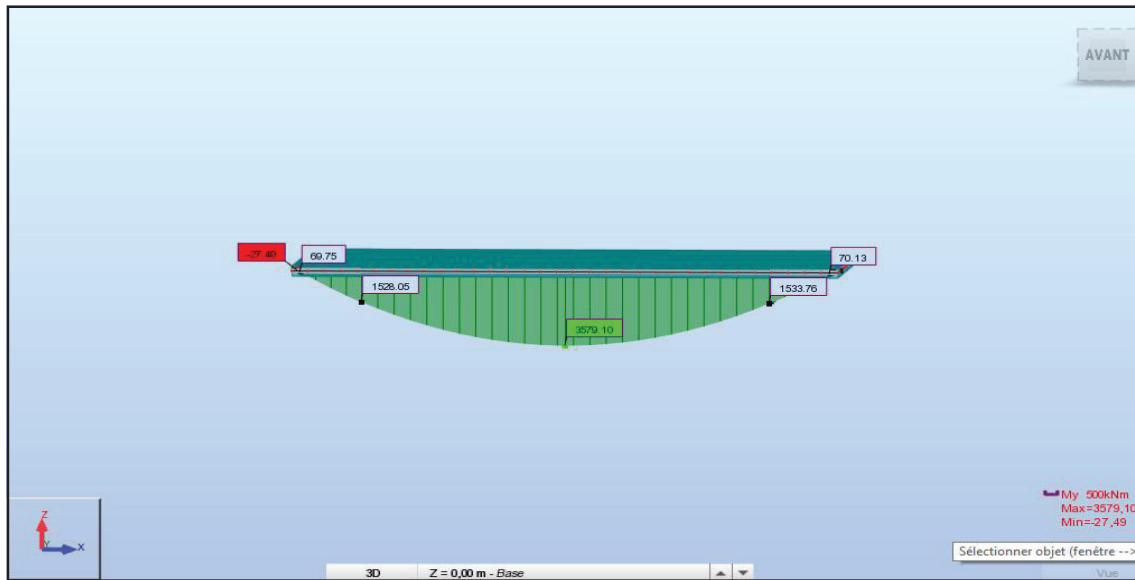 AVANT
-27.49
69.75
70.13
1528.05
1533.76
3579.10
My 500kNm
Max=3579,10
Min=-27,49
Z
Y
X
Sélectionner objet (fenêtre -->
3D Z = 0,00 m - Base
Vue